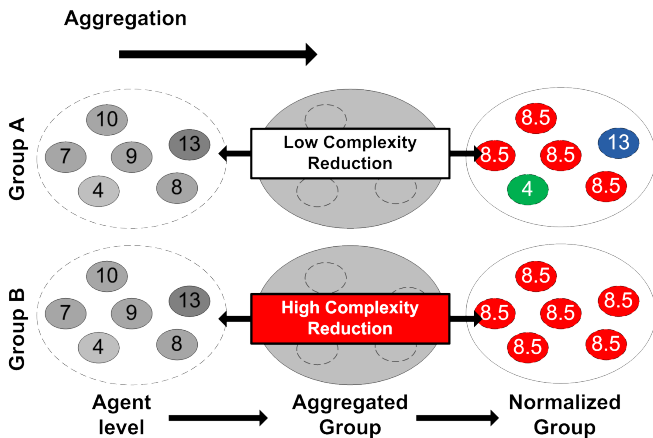 Aggregation
Group A
10
7
9
13
4
8
Low Complexity
Reduction
8.5
8.5
8.5
13
4
8.5
Group B
10
7
9
13
4
8
High Complexity
Reduction
8.5
8.5
8.5
8.5
8.5
8.5
Agent
level
Aggregated
Group
Normalized
Group